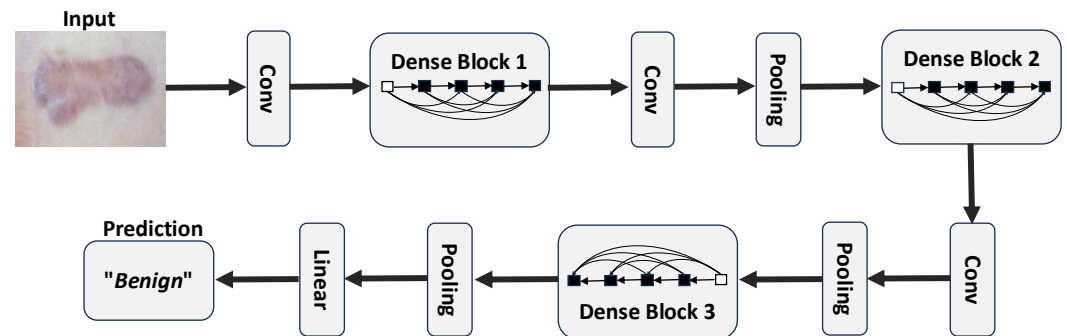 Input
Conv
Dense Block 1
Conv
Pooling
Dense Block 2
Conv
Pooling
Dense Block 3
Pooling
Linear
Prediction
"Benign"